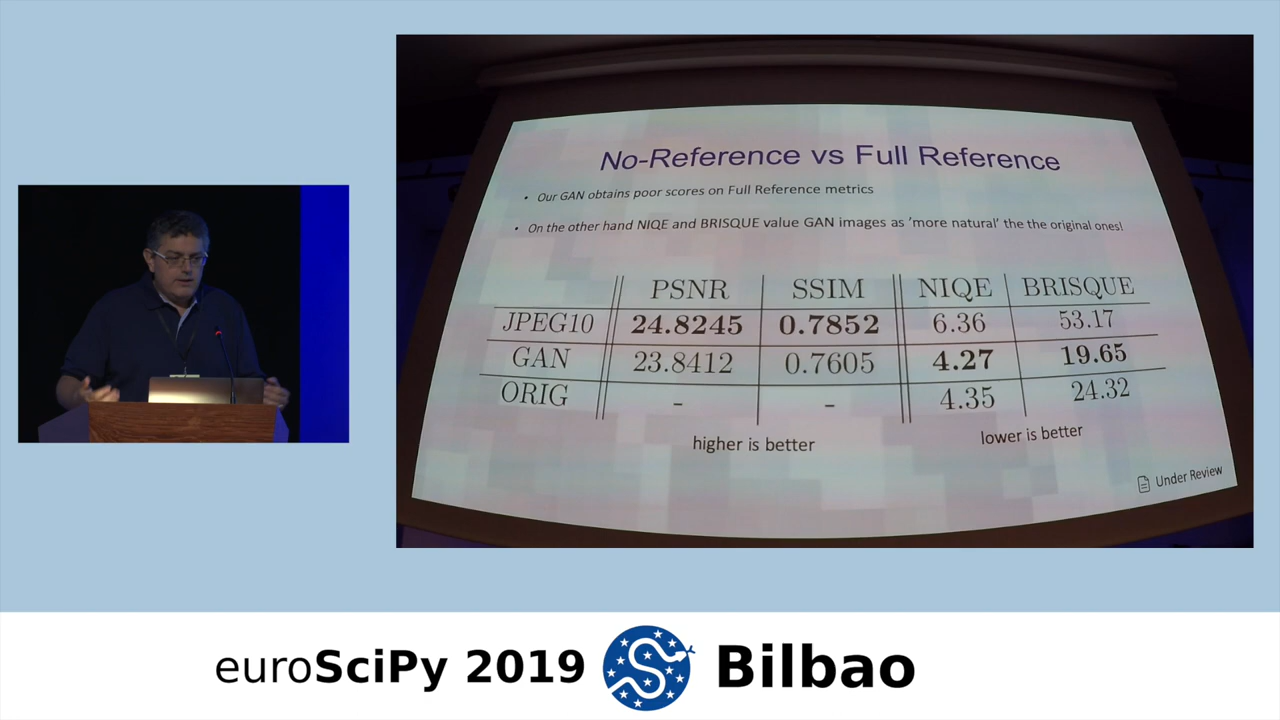 No-Reference vs Full Reference
• Our GAN obtains poor scores on Full Reference metrics
• On the other hand NIQE and BRISQUE value GAN images as 'more natural' the the original ones!
PSNR SSIM NIQE BRISQUE
JPEG10 24.8245 0.7852 6.36 53.17
GAN 23.8412 0.7605 4.27 19.65
ORIG - - 4.35 24.32
higher is better lower is better
Under Review
euroSciPy 2019 Bilbao